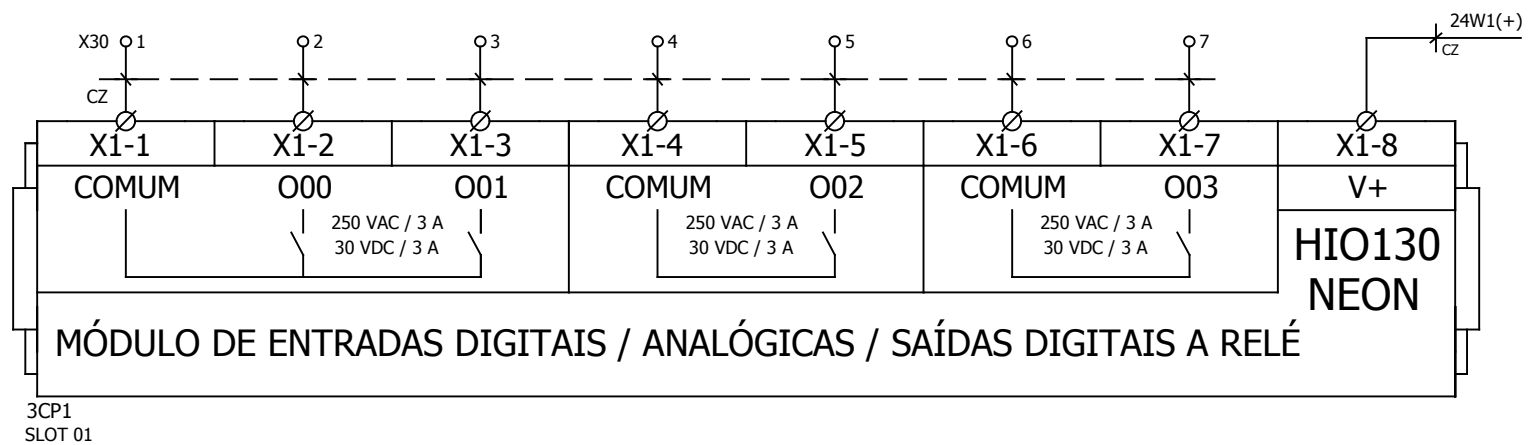 24W1(+)
X30 1 2 3 4 5 6 7
CZ
CZ
X1-1 X1-2 X1-3 X1-4 X1-5 X1-6 X1-7 X1-8
COMUM O00 O01 COMUM O02 COMUM O03 V+
250 VAC / 3 A 250 VAC / 3 A 250 VAC / 3 A
30 VDC / 3 A 30 VDC / 3 A 30 VDC / 3 A
HIO130
NEON
MÓDULO DE ENTRADAS DIGITAIS / ANALÓGICAS / SAÍDAS DIGITAIS A RELÉ
3CP1
SLOT 01